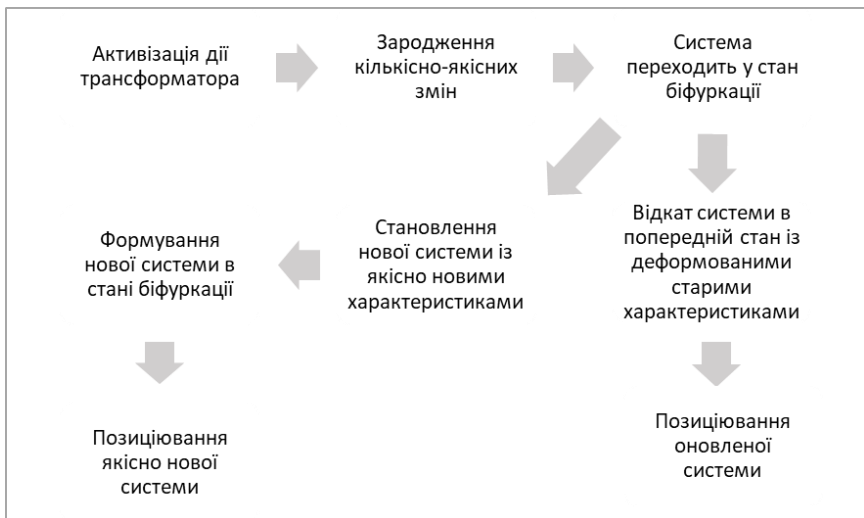 Активізація дії
трансформатора
Зародження
кількісно-якісних
змін
Система
переходить у стан
біфуркації
Відкат системи в
попередній стан із
деформованими
старими
характеристиками
Становлення
нової системи із
якісно новими
характеристиками
Формування
нової системи в
стані біфуркації
Позиціювання
якісно нової
системи
Позиціювання
оновленої
системи